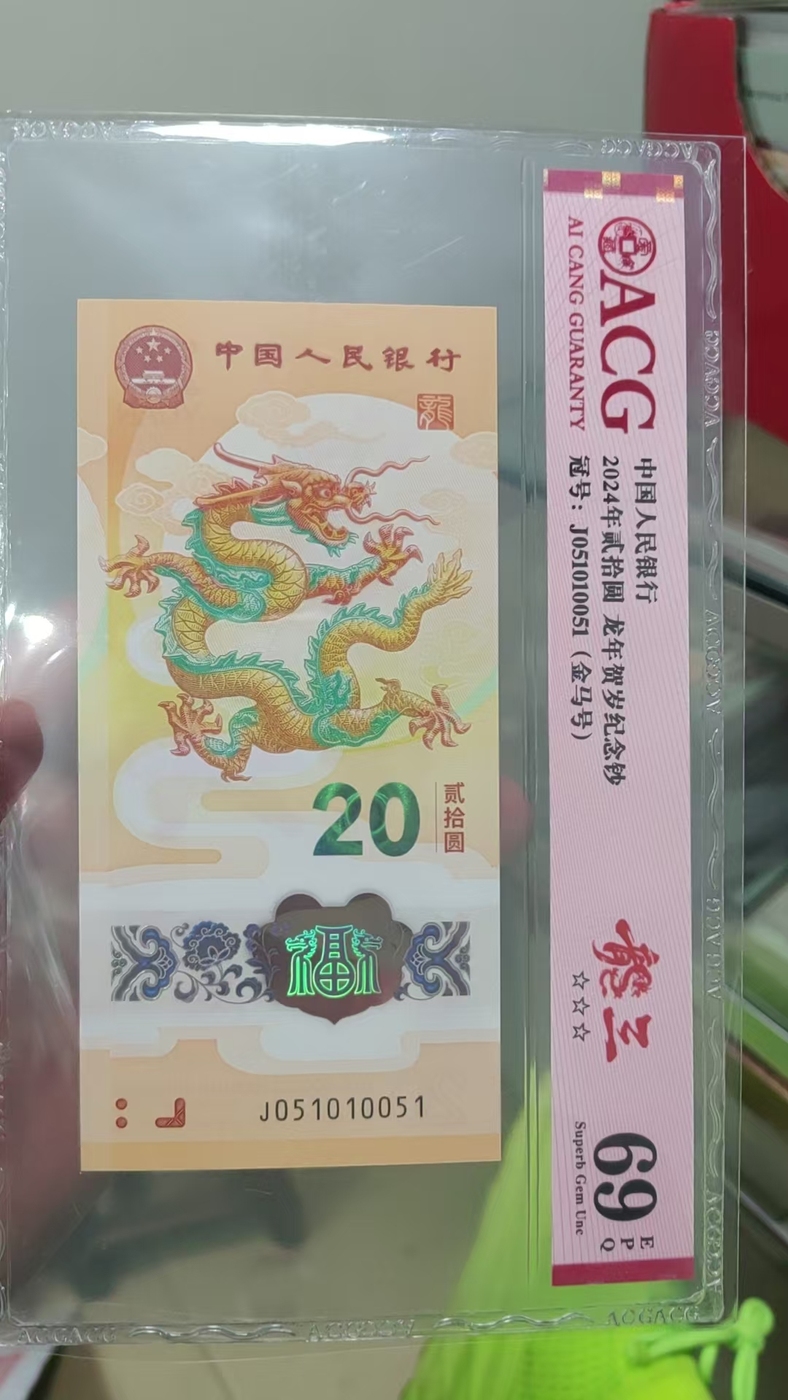 中国人民银行
龍
20
贰拾圆
福
J051010051
ACG
AI CANG GUARANTY
中国人民银行
2024年贰拾圆 龙年贺岁纪念钞
冠号：J051010051（金马号）
龍王
☆☆☆
69
EPQ
Superb Gem Unc
ACGACG